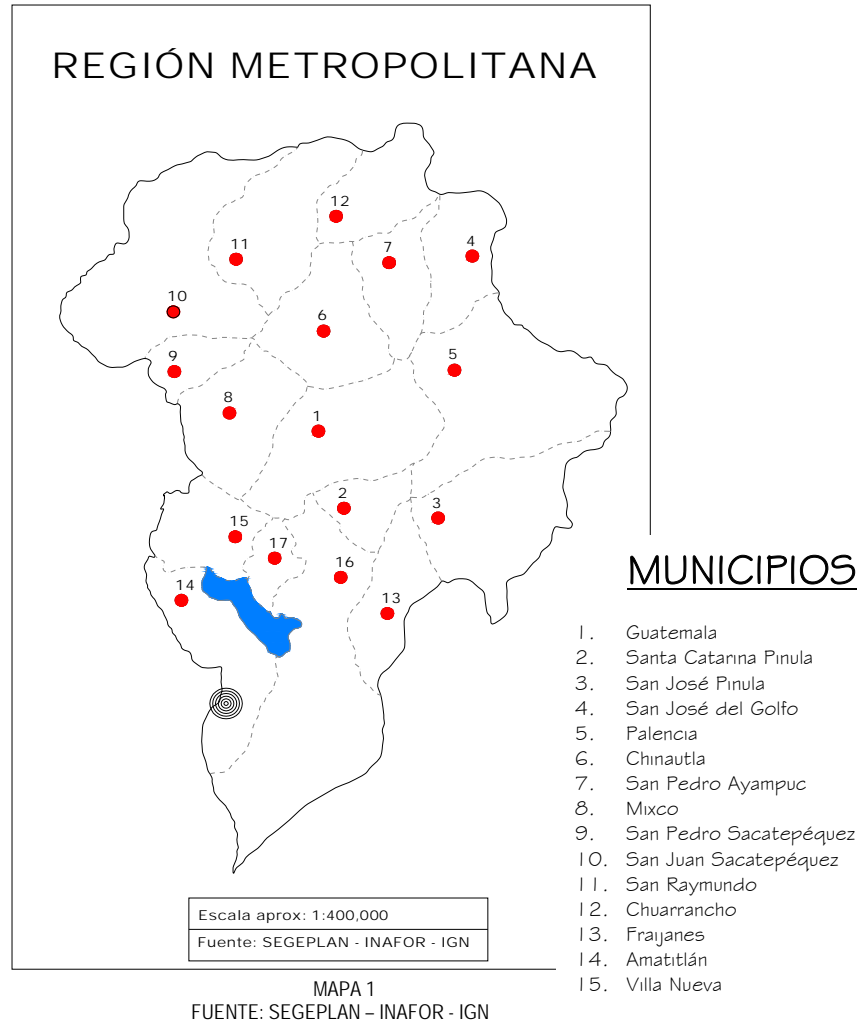 REGIÓN METROPOLITANA
12
11
7
4
10
6
9
5
8
1
2
3
15
17
16
14
13
Escala aprox: 1:400,000
Fuente: SEGEPLAN - INAFOR - IGN
MAPA 1
FUENTE: SEGEPLAN – INAFOR - IGN
MUNICIPIOS
1. Guatemala
2. Santa Catarina Pinula
3. San José Pinula
4. San José del Golfo
5. Palencia
6. Chinautla
7. San Pedro Ayampuc
8. Mixco
9. San Pedro Sacatepéquez
10. San Juan Sacatepéquez
11. San Raymundo
12. Chuarrancho
13. Fraijanes
14. Amatitlán
15. Villa Nueva